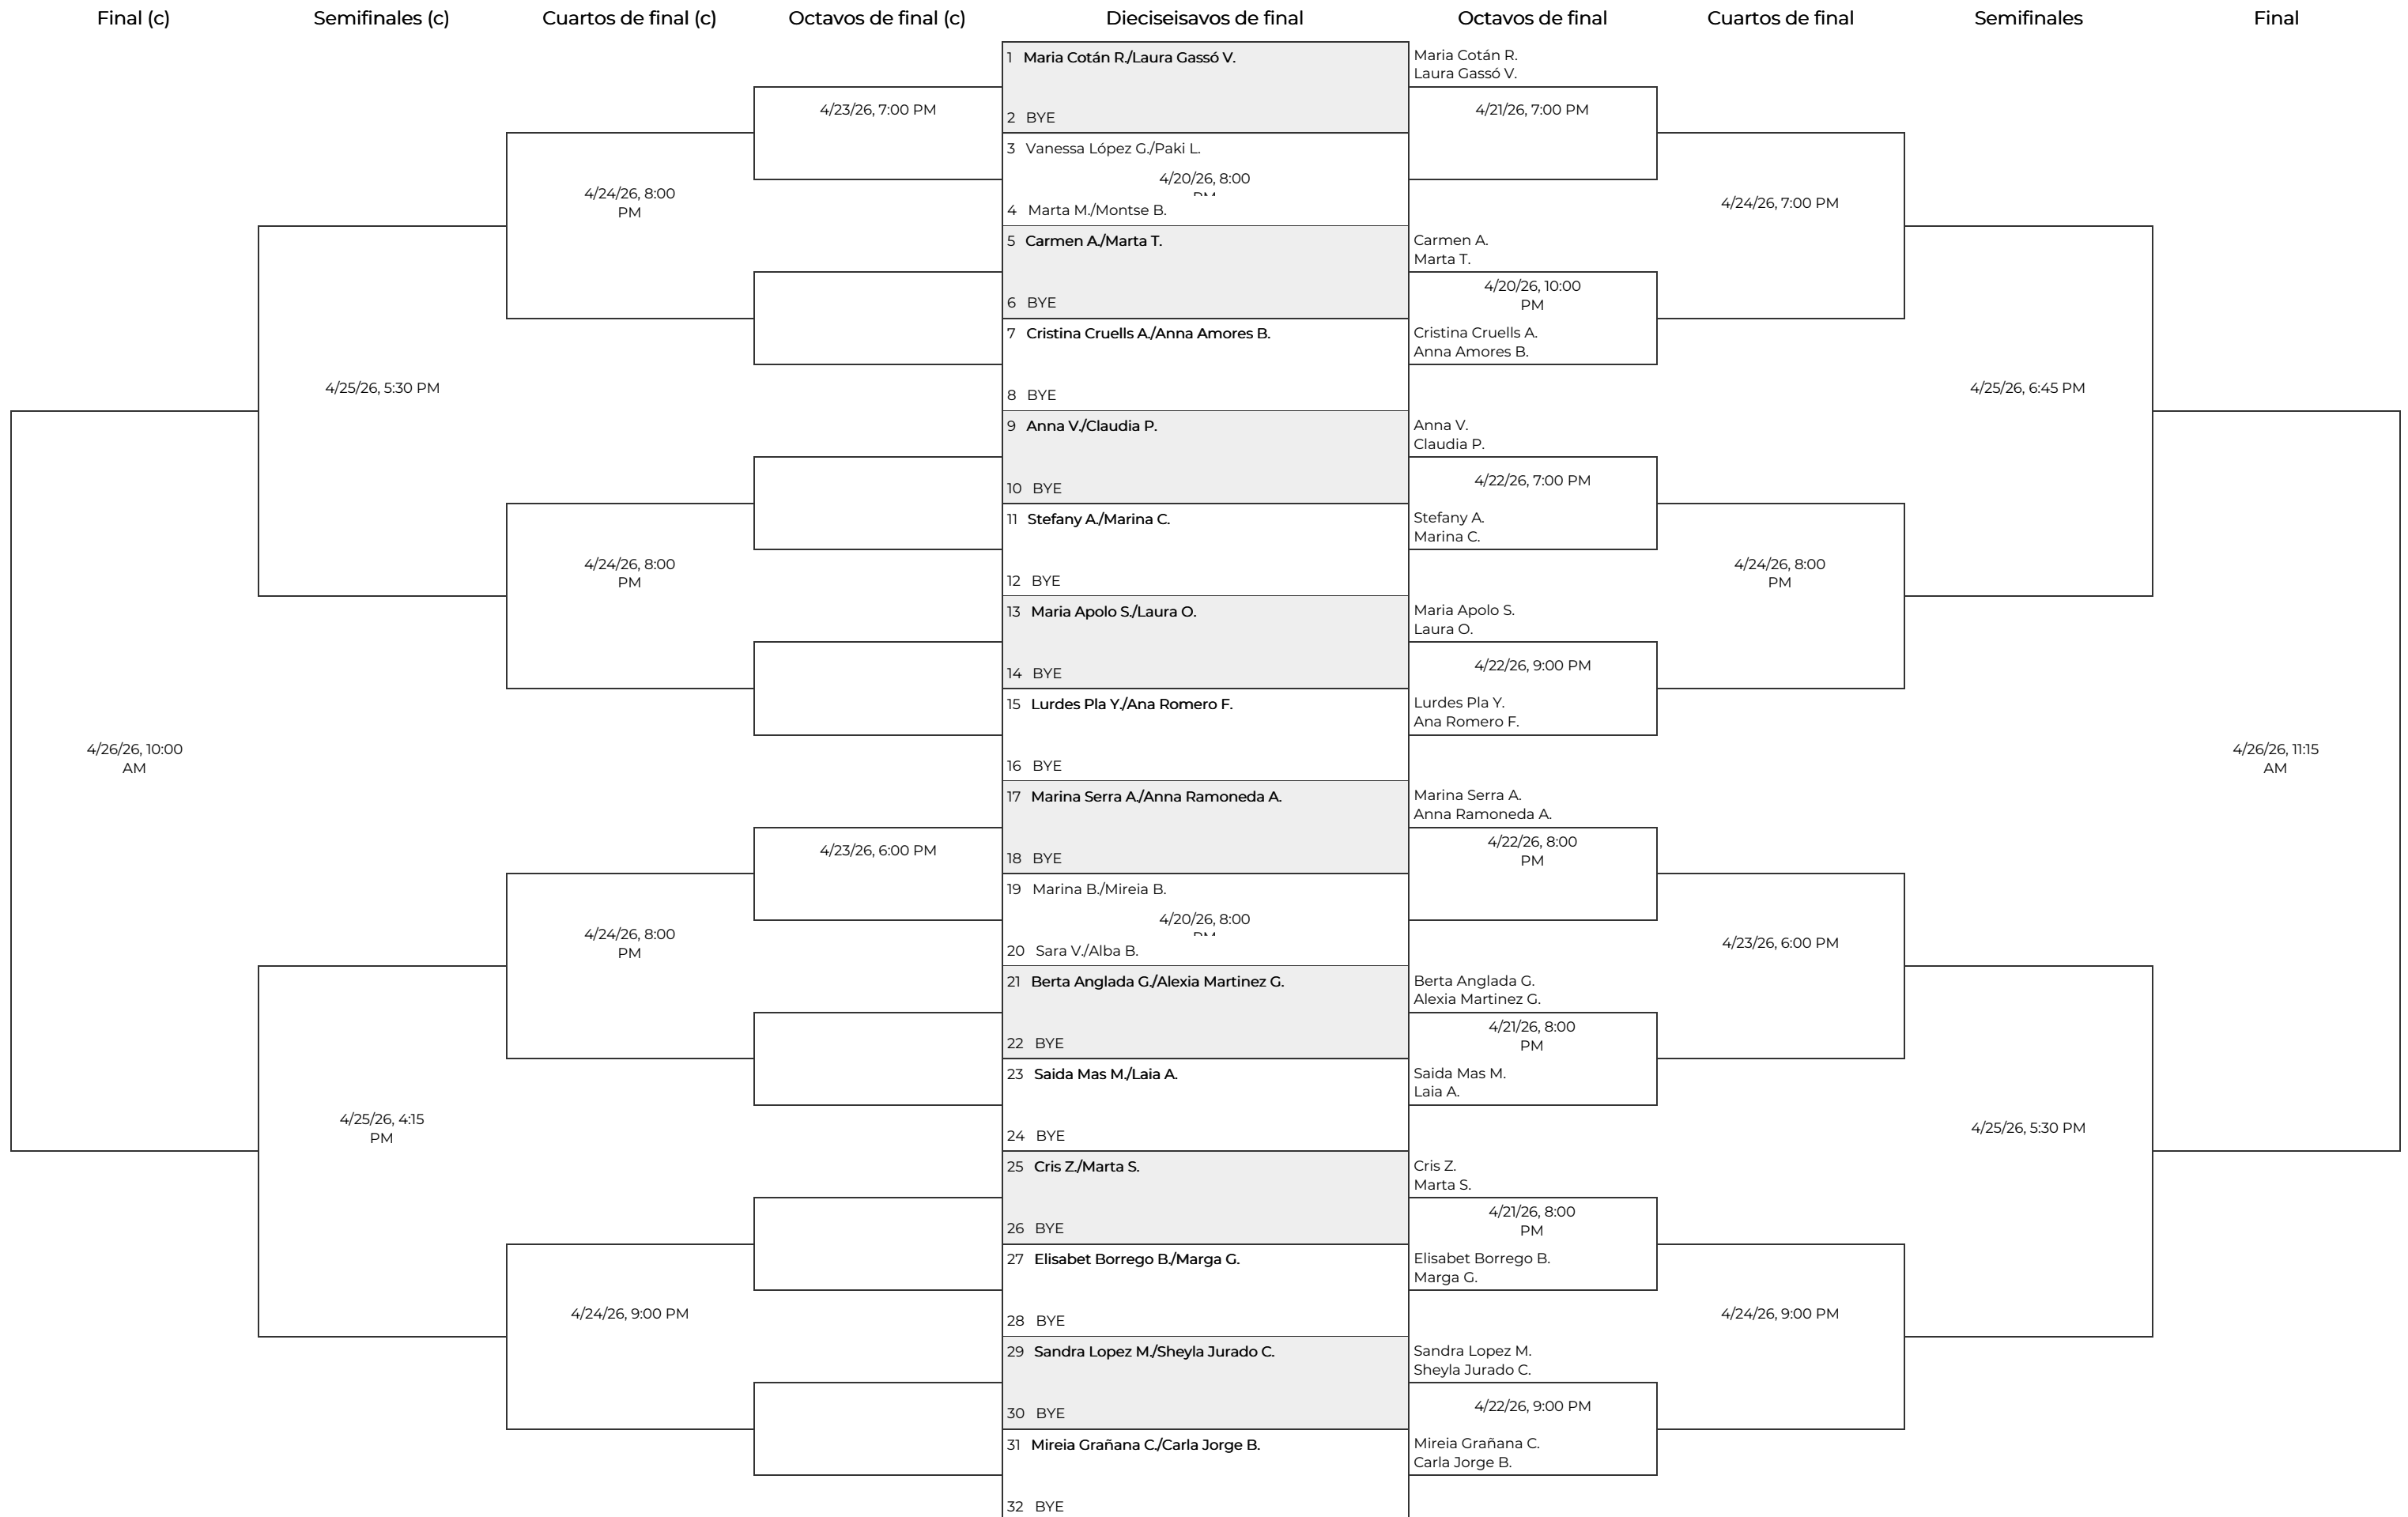 Final (c)
Semifinales (c)
Cuartos de final (c)
Octavos de final (c)
Dieciseisavos de final
Octavos de final
Cuartos de final
Semifinales
Final
4/26/26, 10:00
AM
4/25/26, 5:30 PM
4/25/26, 4:15
PM
4/24/26, 8:00
PM
4/24/26, 8:00
PM
4/24/26, 8:00
PM
4/24/26, 9:00 PM
4/23/26, 7:00 PM
4/23/26, 6:00 PM
1 Maria Cotán R./Laura Gassó V.
2 BYE
3 Vanessa López G./Paki L.
4/20/26, 8:00
PM
4 Marta M./Montse B.
5 Carmen A./Marta T.
6 BYE
7 Cristina Cruells A./Anna Amores B.
8 BYE
9 Anna V./Claudia P.
10 BYE
11 Stefany A./Marina C.
12 BYE
13 Maria Apolo S./Laura O.
14 BYE
15 Lurdes Pla Y./Ana Romero F.
16 BYE
17 Marina Serra A./Anna Ramoneda A.
18 BYE
19 Marina B./Mireia B.
4/20/26, 8:00
PM
20 Sara V./Alba B.
21 Berta Anglada G./Alexia Martinez G.
22 BYE
23 Saida Mas M./Laia A.
24 BYE
25 Cris Z./Marta S.
26 BYE
27 Elisabet Borrego B./Marga G.
28 BYE
29 Sandra Lopez M./Sheyla Jurado C.
30 BYE
31 Mireia Grañana C./Carla Jorge B.
32 BYE
Maria Cotán R.
Laura Gassó V.
4/21/26, 7:00 PM
Carmen A.
Marta T.
4/20/26, 10:00
PM
Cristina Cruells A.
Anna Amores B.
Anna V.
Claudia P.
4/22/26, 7:00 PM
Stefany A.
Marina C.
Maria Apolo S.
Laura O.
4/22/26, 9:00 PM
Lurdes Pla Y.
Ana Romero F.
Marina Serra A.
Anna Ramoneda A.
4/22/26, 8:00
PM
Berta Anglada G.
Alexia Martinez G.
4/21/26, 8:00
PM
Saida Mas M.
Laia A.
Cris Z.
Marta S.
4/21/26, 8:00
PM
Elisabet Borrego B.
Marga G.
Sandra Lopez M.
Sheyla Jurado C.
4/22/26, 9:00 PM
Mireia Grañana C.
Carla Jorge B.
4/24/26, 7:00 PM
4/24/26, 8:00
PM
4/23/26, 6:00 PM
4/24/26, 9:00 PM
4/25/26, 6:45 PM
4/25/26, 5:30 PM
4/26/26, 11:15
AM